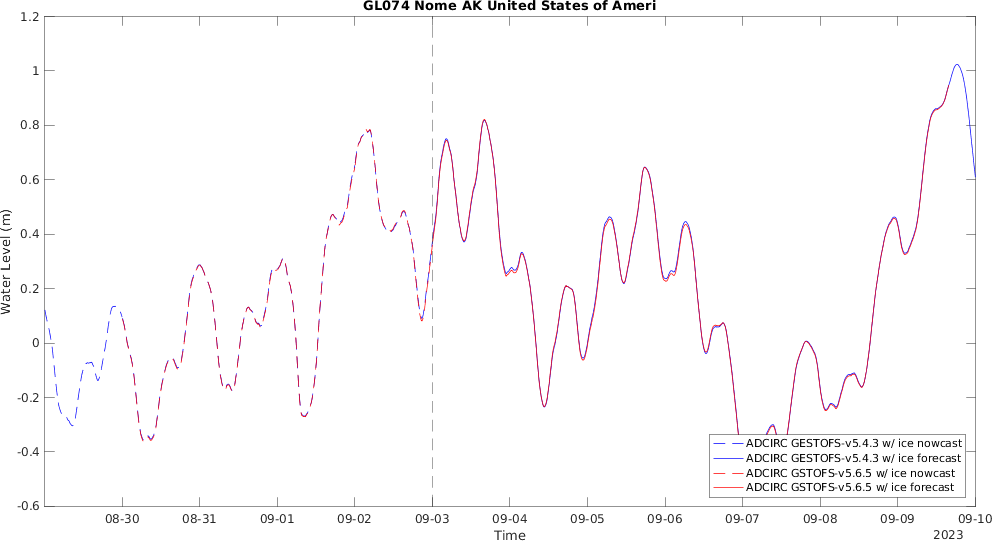 GL074 Nome AK United States of Ameri
1.2
1
0.8
0.6
0.4
0.2
0
-0.2
-0.4
-0.6
Water Level (m)
ADCIRC GESTOFS-v5.4.3 w/ ice nowcast
ADCIRC GESTOFS-v5.4.3 w/ ice forecast
ADCIRC GSTOFS-v5.6.5 w/ ice nowcast
ADCIRC GSTOFS-v5.6.5 w/ ice forecast
08-30 08-31 09-01 09-02 09-03 09-04 09-05 09-06 09-07 09-08 09-09 09-10
Time
2023